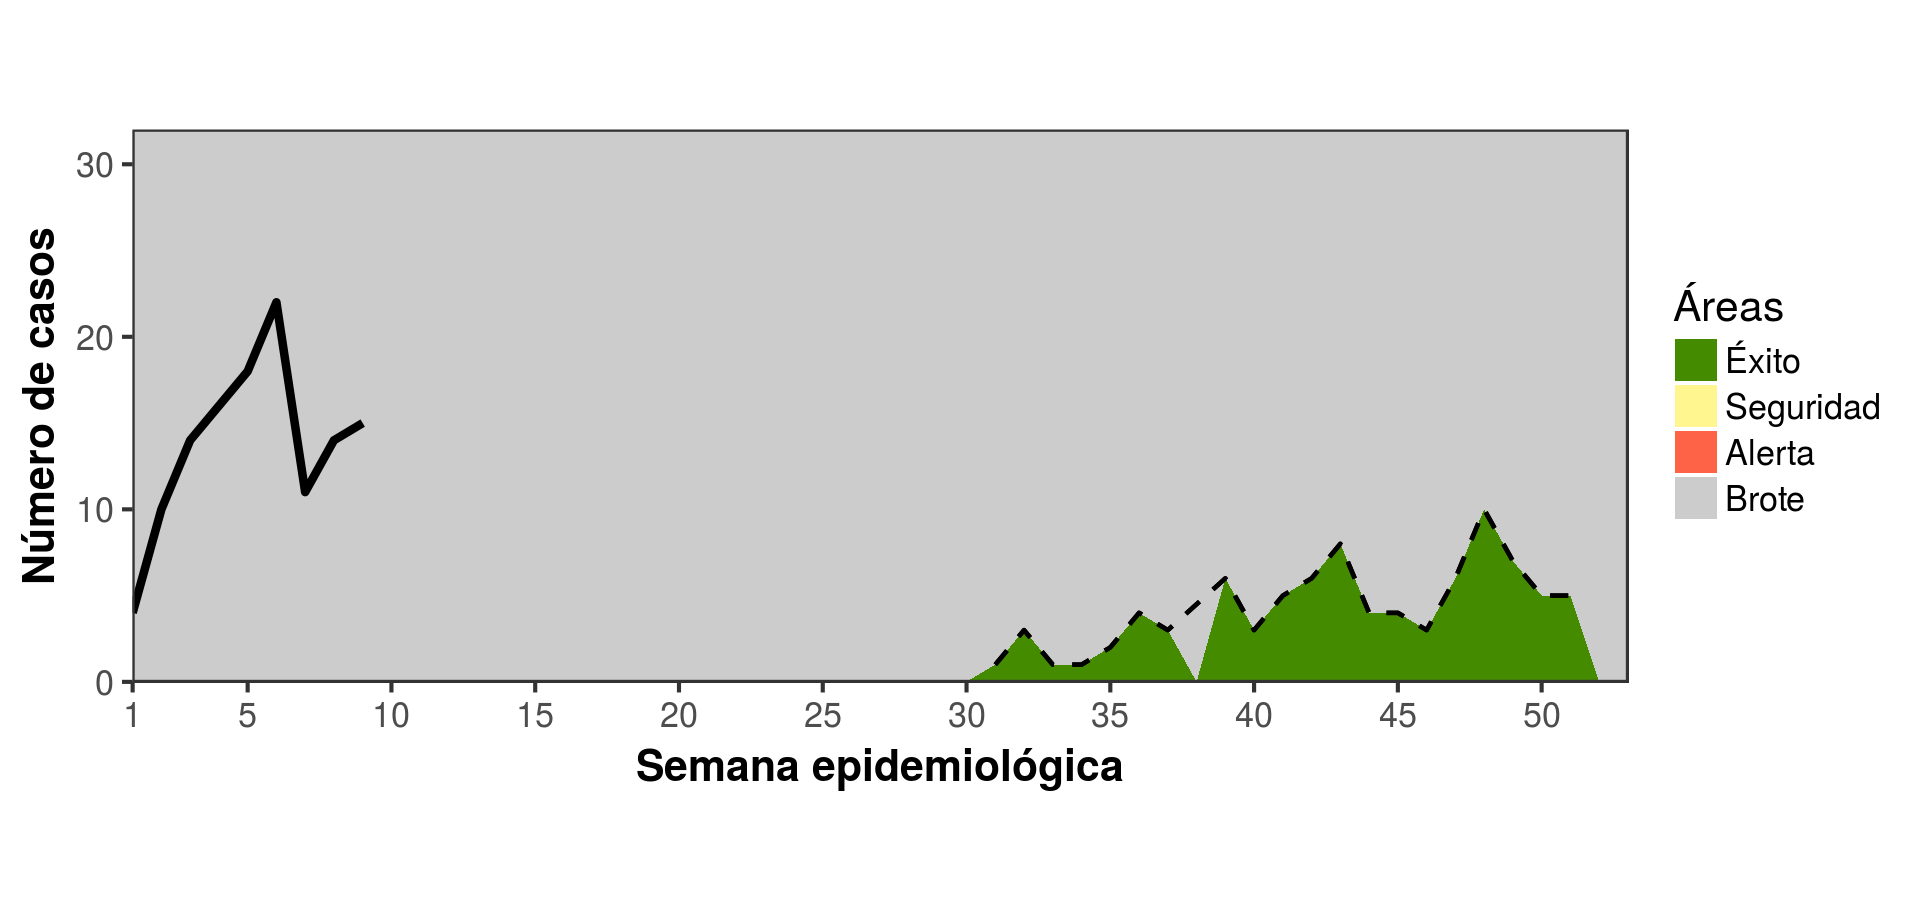 Número de casos
30
20
10
0
1 5 10 15 20 25 30 35 40 45 50
Semana epidemiológica
Áreas
Éxito
Seguridad
Alerta
Brote